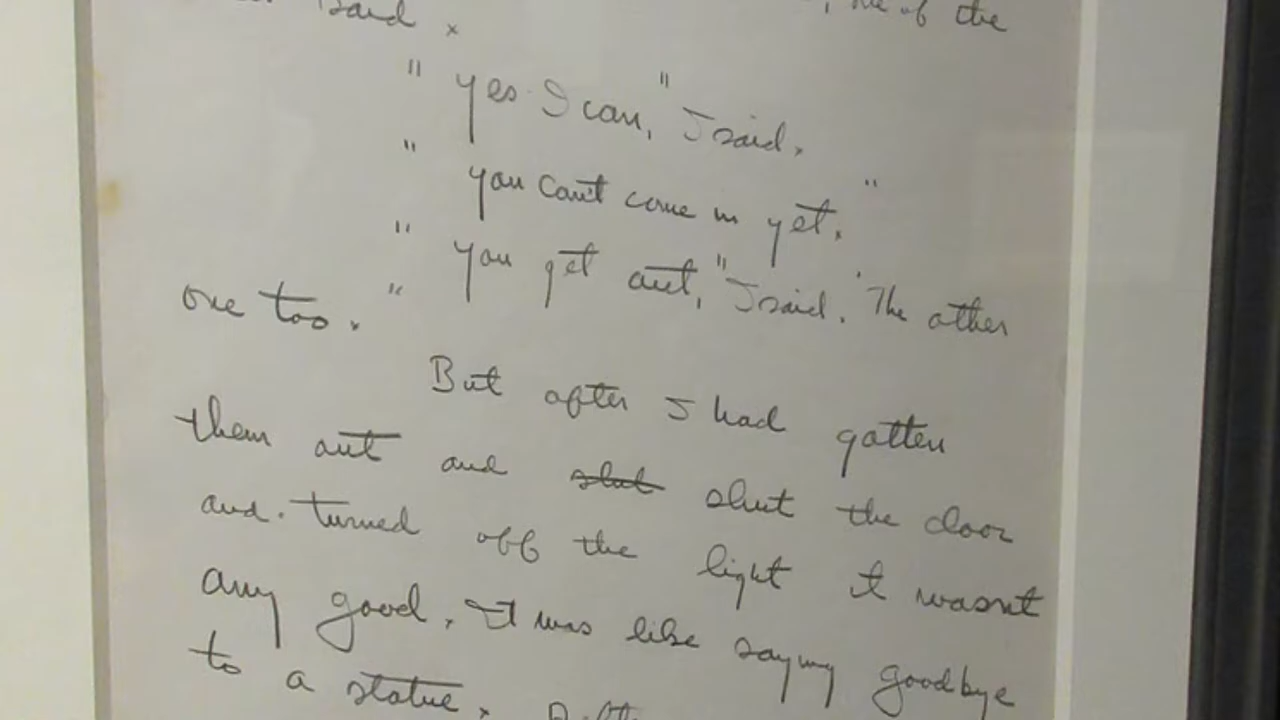 said.
one of the
"Yes I can," I said.
"You can't come in yet."
"You get out," I said. "The other
one too."
But after I had gotten
them out and shut shut the door
and turned off the light it wasn't
any good. It was like saying goodbye
to a statue.